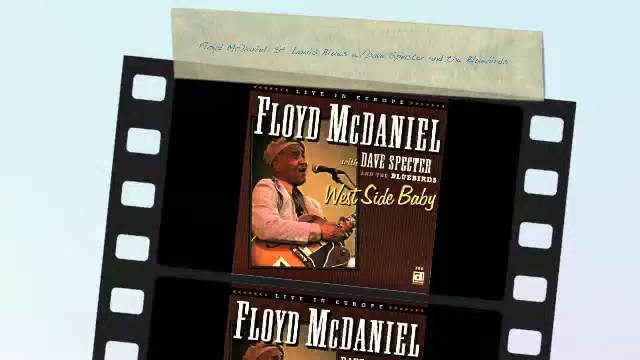 Floyd McDaniel: St. Louis Blues w/Dave Specter and the Bluebirds
LIVE IN EUROPE
FLOYD MCDANIEL
with DAVE SPECTER
AND THE BLUEBIRDS
West Side Baby
LIVE IN EUROPE
FLOYD MCDANIEL